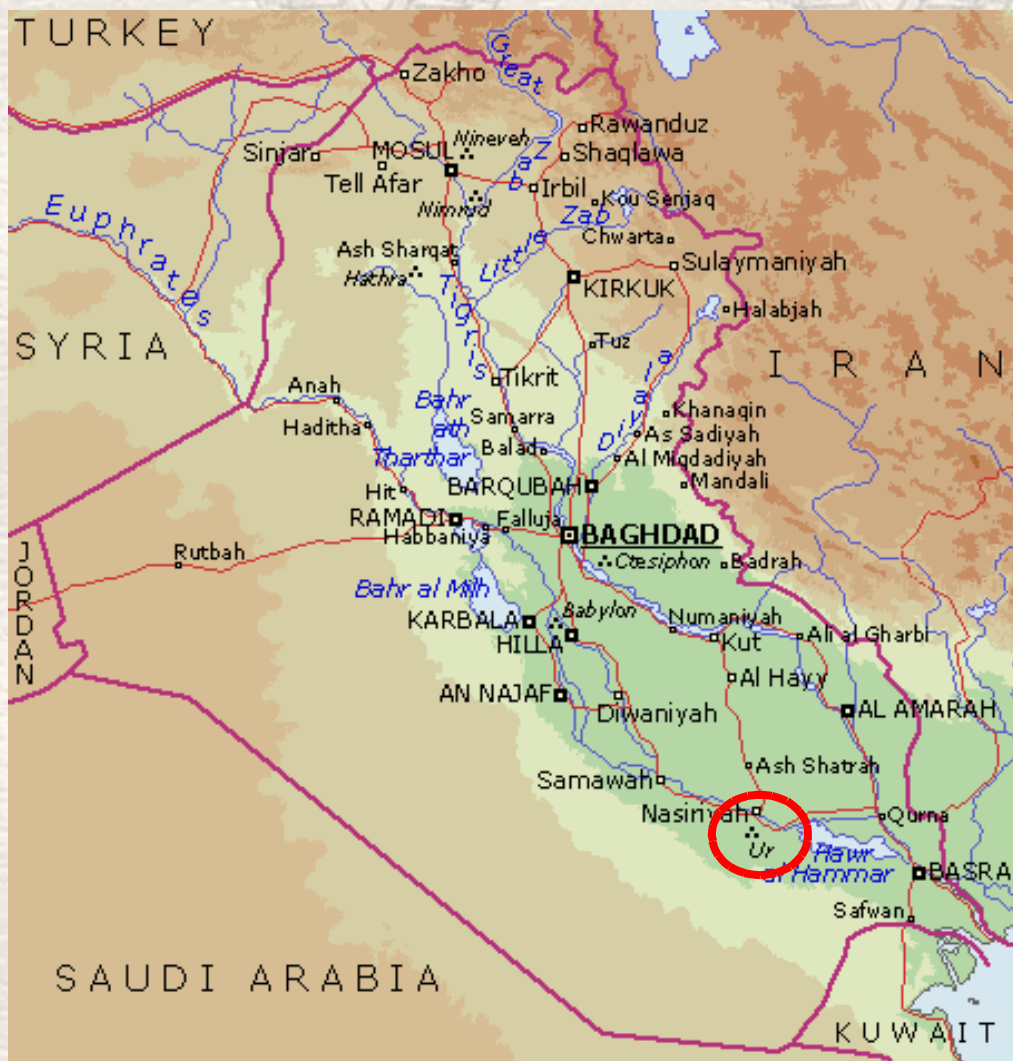 TURKEY
Great Zab
Zakho
Rawanduz
Nineveh
Sinjar
MOSUL
Shaqlawa
Tell Afar
Irbil
Nimrud
Kou Senjaq
Euphrates
Little Zab
Chwarta
Ash Sharqat
Sulaymaniyah
Hathra
Tigris
KIRKUK
Halabjah
SYRIA
Tuz
IRAN
Diyala
Tikrit
Anah
Bahr
ath
Tharthar
Khanaqin
Samarra
Haditha
As Sadiyah
Balad
Al Miqdadiyah
Mandali
Hit
BARQUBAH
RAMADI
Falluja
Habbaniya
BAGHDAD
JORDAN
Rutbah
Ctesiphon
Badrah
Bahr al Milh
Babylon
Numaniyah
KARBALA
HILLA
Kut
Ali al Gharbi
Al Hayy
AN NAJAF
Diwaniyah
AL AMARAH
Ash Shatrah
Samawah
Nasiriyah
Qurna
Ur
Hawr
al Hammar
BASRA
Safwan
SAUDI ARABIA
KUWAIT